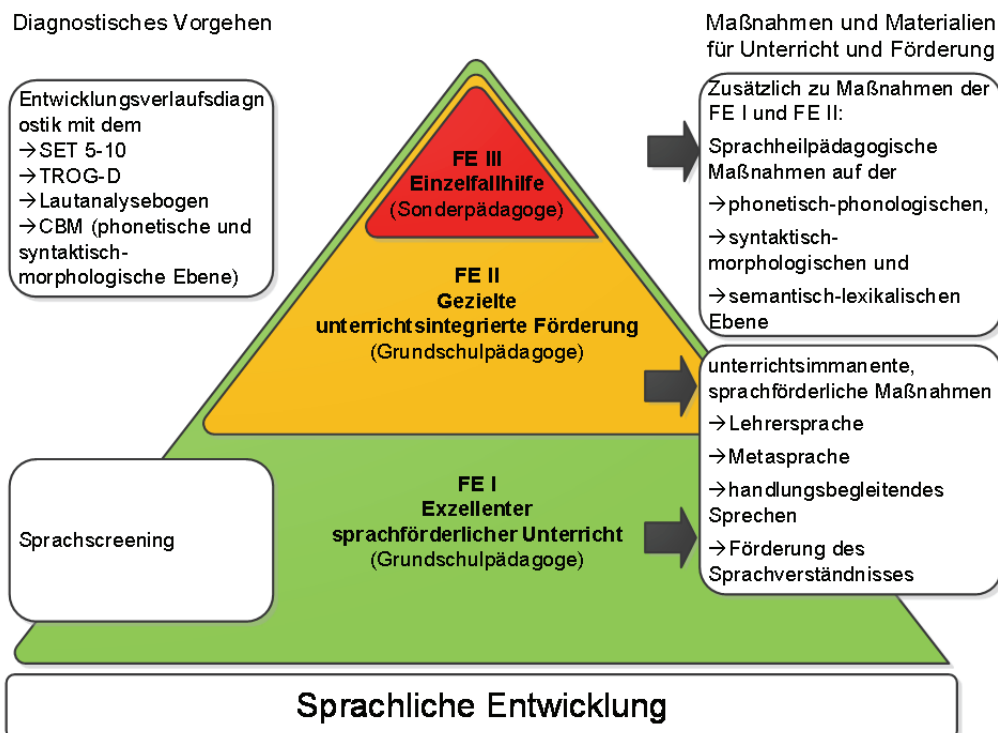 Diagnostisches Vorgehen
Maßnahmen und Materialien
für Unterricht und Förderung
Entwicklungsverlaufsdiagn
ostik mit dem
→SET 5-10
→TROG-D
→Lautanalysebogen
→CBM (phonetische und
syntaktisch-
morphologische Ebene)
FE III
Einzelfallhilfe
(Sonderpädagoge)
Zusätzlich zu Maßnahmen der
FE I und FE II:
Sprachheilpädagogische
Maßnahmen auf der
→phonetisch-phonologischen,
→syntaktisch-
morphologischen und
→semantisch-lexikalischen
Ebene
FE II
Gezielte
unterrichtsintegrierte Förderung
(Grundschulpädagoge)
unterrichtsimmanente,
sprachförderliche Maßnahmen
→Lehrersprache
→Metasprache
→handlungsbegleitendes
Sprechen
→Förderung des
Sprachverständnisses
Sprachscreening
FE I
Exzellenter
sprachförderlicher Unterricht
(Grundschulpädagoge)
Sprachliche Entwicklung